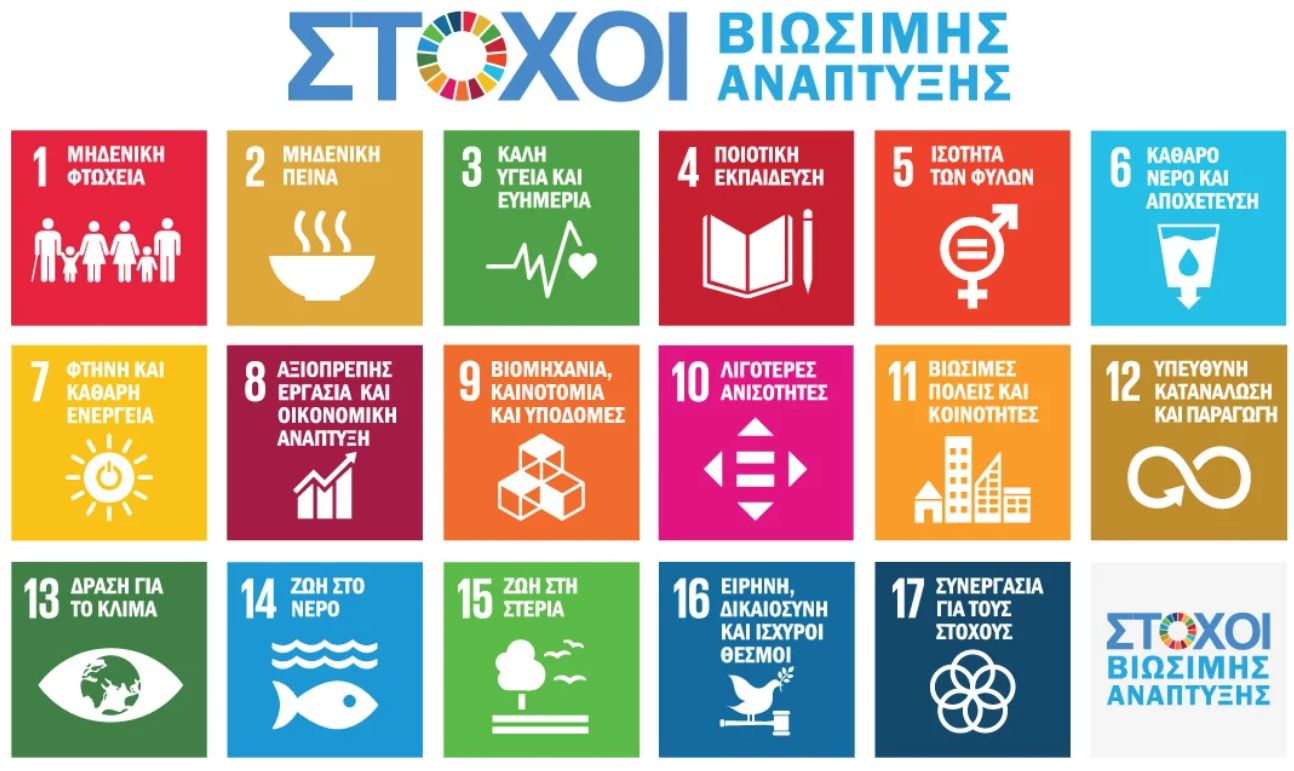 ΣΤΟΧΟΙ
ΒΙΩΣΙΜΗΣ
ΑΝΑΠΤΥΞΗΣ
1 ΜΗΔΕΝΙΚΗ
ΦΤΩΧΕΙΑ
2 ΜΗΔΕΝΙΚΗ
ΠΕΙΝΑ
3 ΚΑΛΗ
ΥΓΕΙΑ ΚΑΙ
ΕΥΗΜΕΡΙΑ
4 ΠΟΙΟΤΙΚΗ
ΕΚΠΑΙΔΕΥΣΗ
5 ΙΣΟΤΗΤΑ
ΤΩΝ ΦΥΛΩΝ
6 ΚΑΘΑΡΟ
ΝΕΡΟ ΚΑΙ
ΑΠΟΧΕΤΕΥΣΗ
7 ΦΤΗΝΗ ΚΑΙ
ΚΑΘΑΡΗ
ΕΝΕΡΓΕΙΑ
8 ΑΞΙΟΠΡΕΠΗΣ
ΕΡΓΑΣΙΑ ΚΑΙ
ΟΙΚΟΝΟΜΙΚΗ
ΑΝΑΠΤΥΞΗ
9 ΒΙΟΜΗΧΑΝΙΑ,
ΚΑΙΝΟΤΟΜΙΑ
ΚΑΙ ΥΠΟΔΟΜΕΣ
10 ΛΙΓΟΤΕΡΕΣ
ΑΝΙΣΟΤΗΤΕΣ
11 ΒΙΩΣΙΜΕΣ
ΠΟΛΕΙΣ ΚΑΙ
ΚΟΙΝΟΤΗΤΕΣ
12 ΥΠΕΥΘΥΝΗ
ΚΑΤΑΝΑΛΩΣΗ
ΚΑΙ ΠΑΡΑΓΩΓΗ
13 ΔΡΑΣΗ ΓΙΑ
ΤΟ ΚΛΙΜΑ
14 ΖΩΗ ΣΤΟ
ΝΕΡΟ
15 ΖΩΗ ΣΤΗ
ΣΤΕΡΙΑ
16 ΕΙΡΗΝΗ,
ΔΙΚΑΙΟΣΥΝΗ
ΚΑΙ ΙΣΧΥΡΟΙ
ΘΕΣΜΟΙ
17 ΣΥΝΕΡΓΑΣΙΑ
ΓΙΑ ΤΟΥΣ
ΣΤΟΧΟΥΣ
ΣΤΟΧΟΙ
ΒΙΩΣΙΜΗΣ
ΑΝΑΠΤΥΞΗΣ